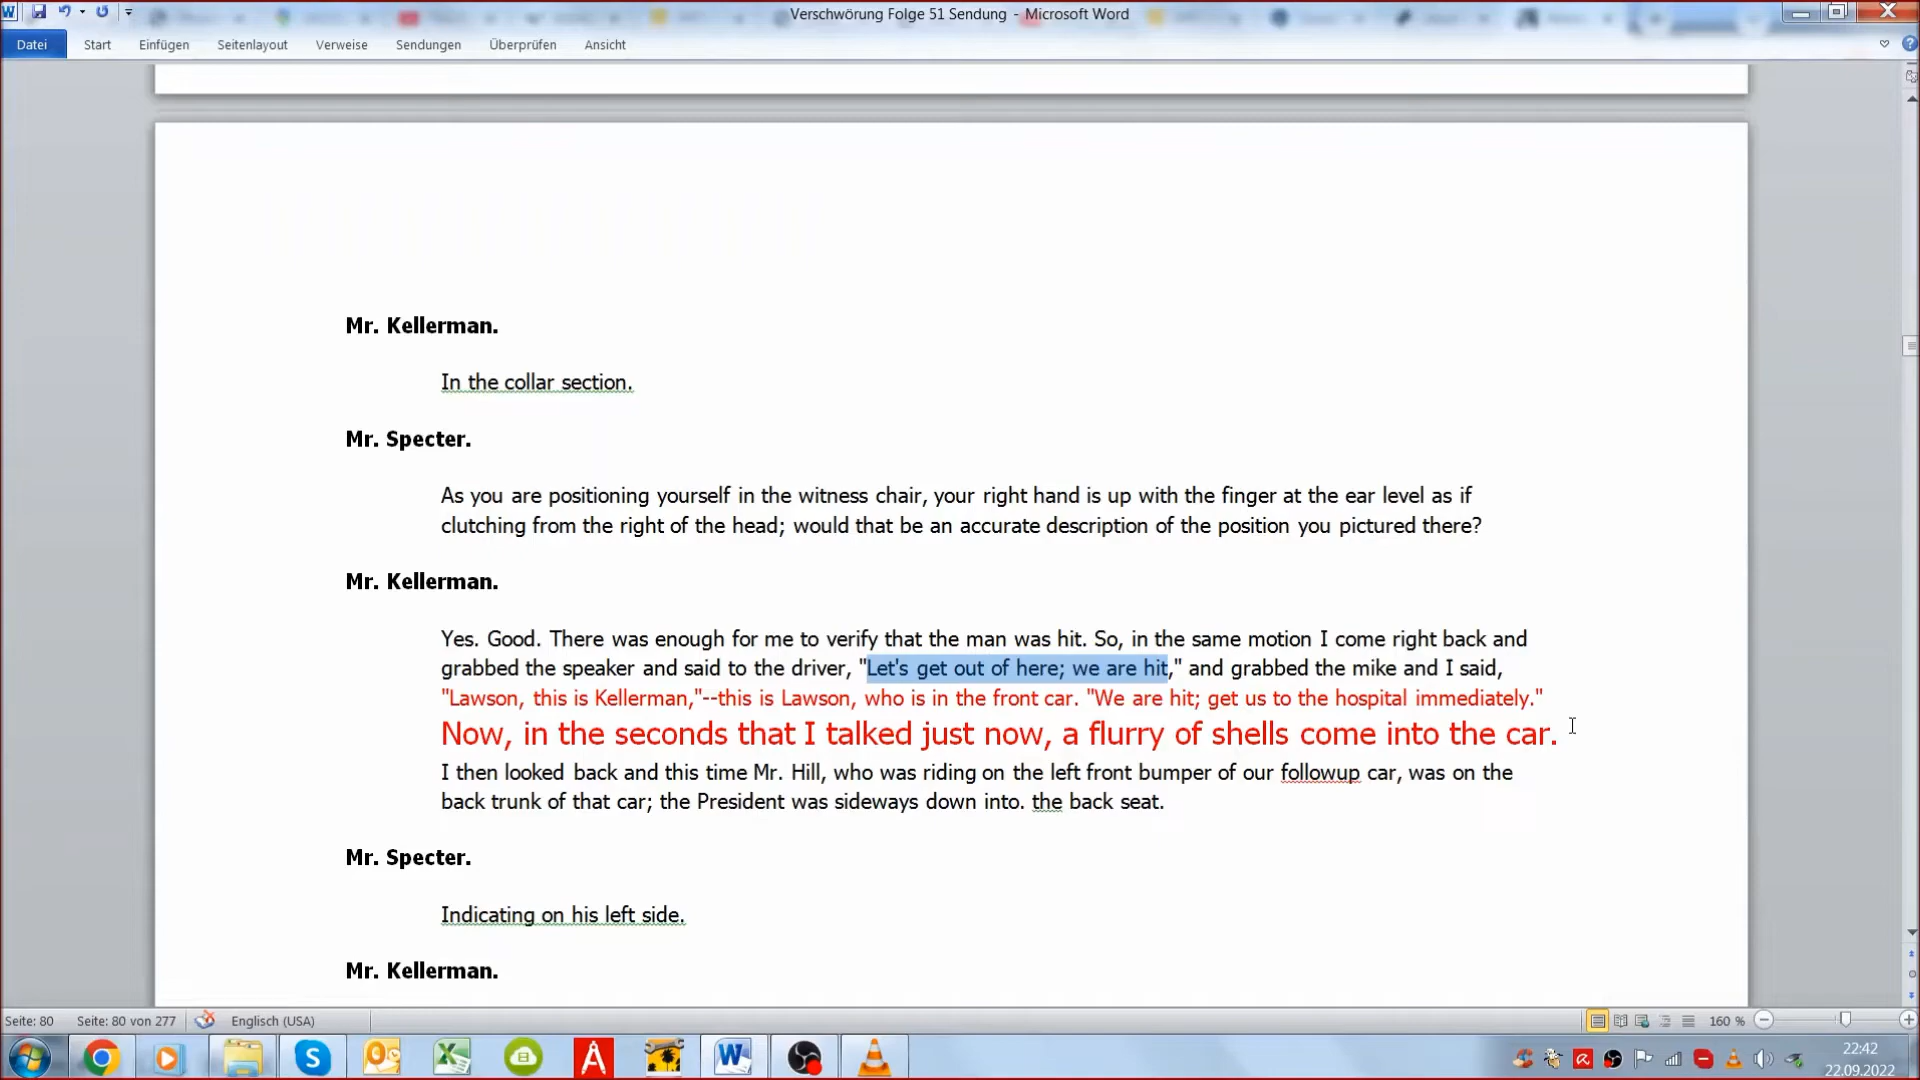 Verschwörung Folge 51 Sendung - Microsoft Word
Datei Start Einfügen Seitenlayout Verweise Sendungen Überprüfen Ansicht
Mr. Kellerman.
In the collar section.
Mr. Specter.
As you are positioning yourself in the witness chair, your right hand is up with the finger at the ear level as if
clutching from the right of the head; would that be an accurate description of the position you pictured there?
Mr. Kellerman.
Yes. Good. There was enough for me to verify that the man was hit. So, in the same motion I come right back and
grabbed the speaker and said to the driver, "Let's get out of here; we are hit," and grabbed the mike and I said,
"Lawson, this is Kellerman,"--this is Lawson, who is in the front car. "We are hit; get us to the hospital immediately."
Now, in the seconds that I talked just now, a flurry of shells come into the car.
I then looked back and this time Mr. Hill, who was riding on the left front bumper of our followup car, was on the
back trunk of that car; the President was sideways down into. the back seat.
Mr. Specter.
Indicating on his left side.
Mr. Kellerman.
Seite: 80 Seite: 80 von 277 Englisch (USA) 160 %
22:42
22.09.2022